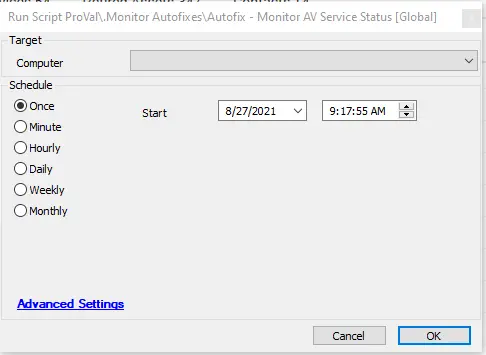 Run Script ProVal\.Monitor Autofixes\Autofix - Monitor AV Service Status [Global]
Target
Computer
Schedule
Once
Start
8/27/2021
9:17:55 AM
Minute
Hourly
Daily
Weekly
Monthly
Advanced Settings
Cancel
OK